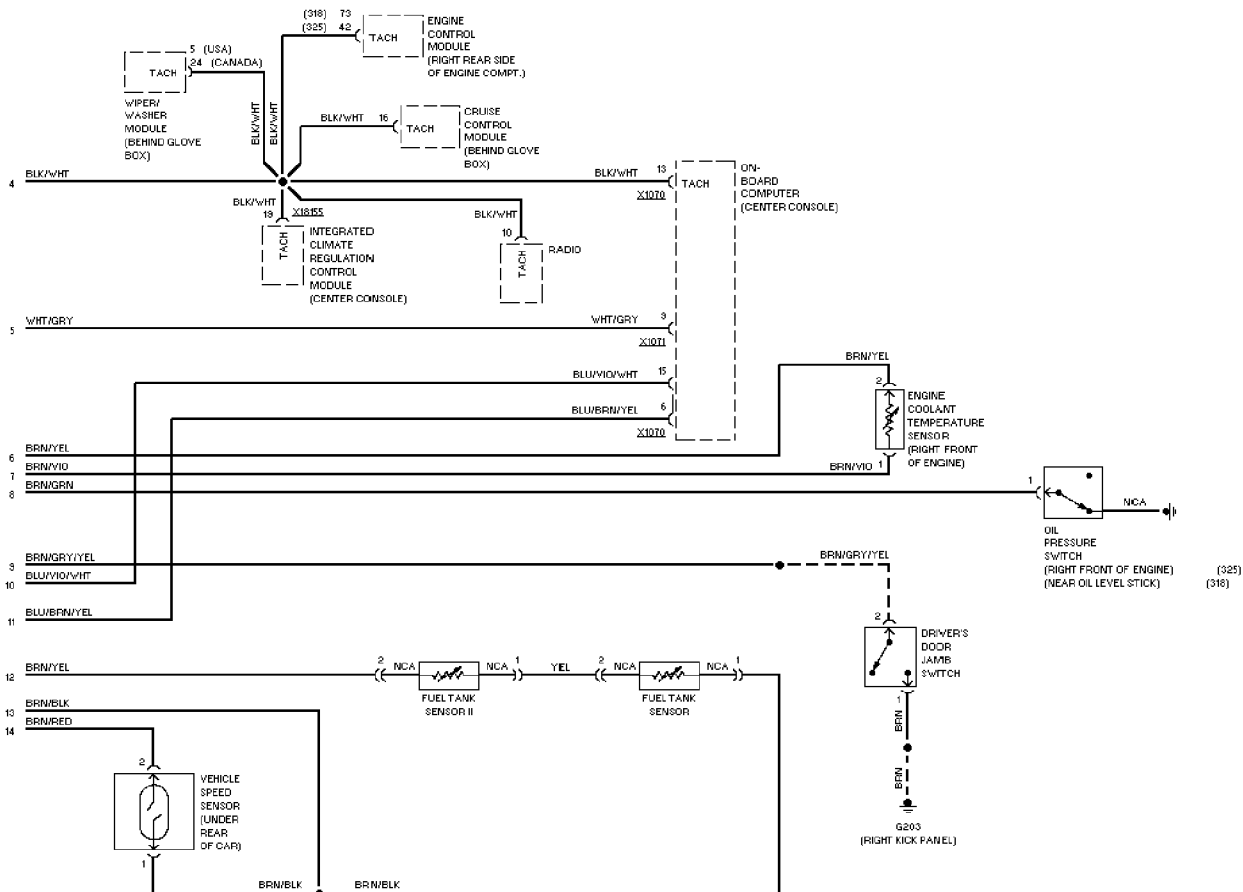 (318) 73
(325) 42
TACH
ENGINE
CONTROL
MODULE
(RIGHT REAR SIDE
OF ENGINE COMPT.)
5 (USA)
24 (CANADA)
TACH
WIPER/
WASHER
MODULE
(BEHIND GLOVE
BOX)
BLK/WHT
BLK/WHT
BLK/WHT 16
TACH
CRUISE
CONTROL
MODULE
(BEHIND GLOVE
BOX)
4 BLK/WHT
BLK/WHT 13
X1070
TACH
ON-
BOARD
COMPUTER
(CENTER CONSOLE)
BLK/WHT
19 X18155
TACH
INTEGRATED
CLIMATE
REGULATION
CONTROL
MODULE
(CENTER CONSOLE)
BLK/WHT
10
TACH
RADIO
5 WHT/GRY
WHT/GRY 9
X1071
BLU/VIO/WHT 15
BLU/BRN/YEL 6
X1070
BRN/YEL
2
ENGINE
COOLANT
TEMPERATURE
SENSOR
(RIGHT FRONT
OF ENGINE)
6 BRN/YEL
7 BRN/VIO
BRN/VIO 1
8 BRN/GRN
1
NCA
OIL
PRESSURE
SWITCH
(RIGHT FRONT OF ENGINE) (325)
(NEAR OIL LEVEL STICK) (318)
9 BRN/GRY/YEL
BRN/GRY/YEL
10 BLU/VIO/WHT
11 BLU/BRN/YEL
2
DRIVER'S
DOOR
JAMB
SWITCH
1
BRN
BRN
G203
(RIGHT KICK PANEL)
12 BRN/YEL
2 NCA
NCA 1
YEL
2 NCA
NCA 1
FUEL TANK
SENSOR II
FUEL TANK
SENSOR
13 BRN/BLK
14 BRN/RED
2
VEHICLE
SPEED
SENSOR
(UNDER
REAR
OF CAR)
1
BRN/BLK BRN/BLK